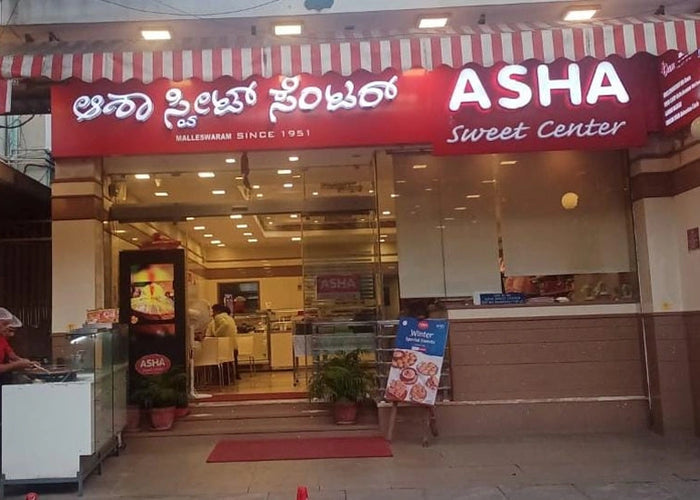 ಆಶಾ ಸ್ವೀಟ್ ಸೆಂಟರ್
MALLESWARAM SINCE 1951
ASHA
Sweet Center
ASHA
ASHA
Winter
Special Sweets